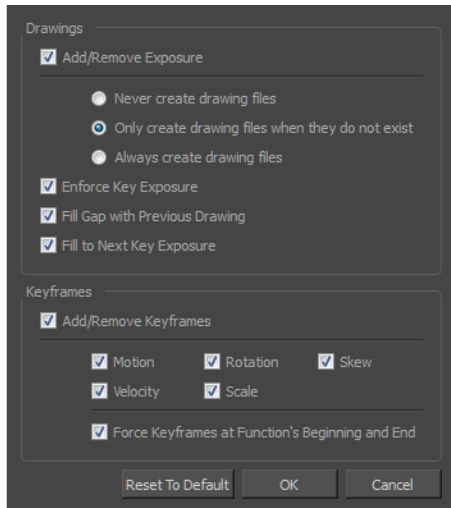 Drawings
Add/Remove Exposure
Never create drawing files
Only create drawing files when they do not exist
Always create drawing files
Enforce Key Exposure
Fill Gap with Previous Drawing
Fill to Next Key Exposure
Keyframes
Add/Remove Keyframes
Motion Rotation Skew
Velocity Scale
Force Keyframes at Function's Beginning and End
Reset To Default OK Cancel